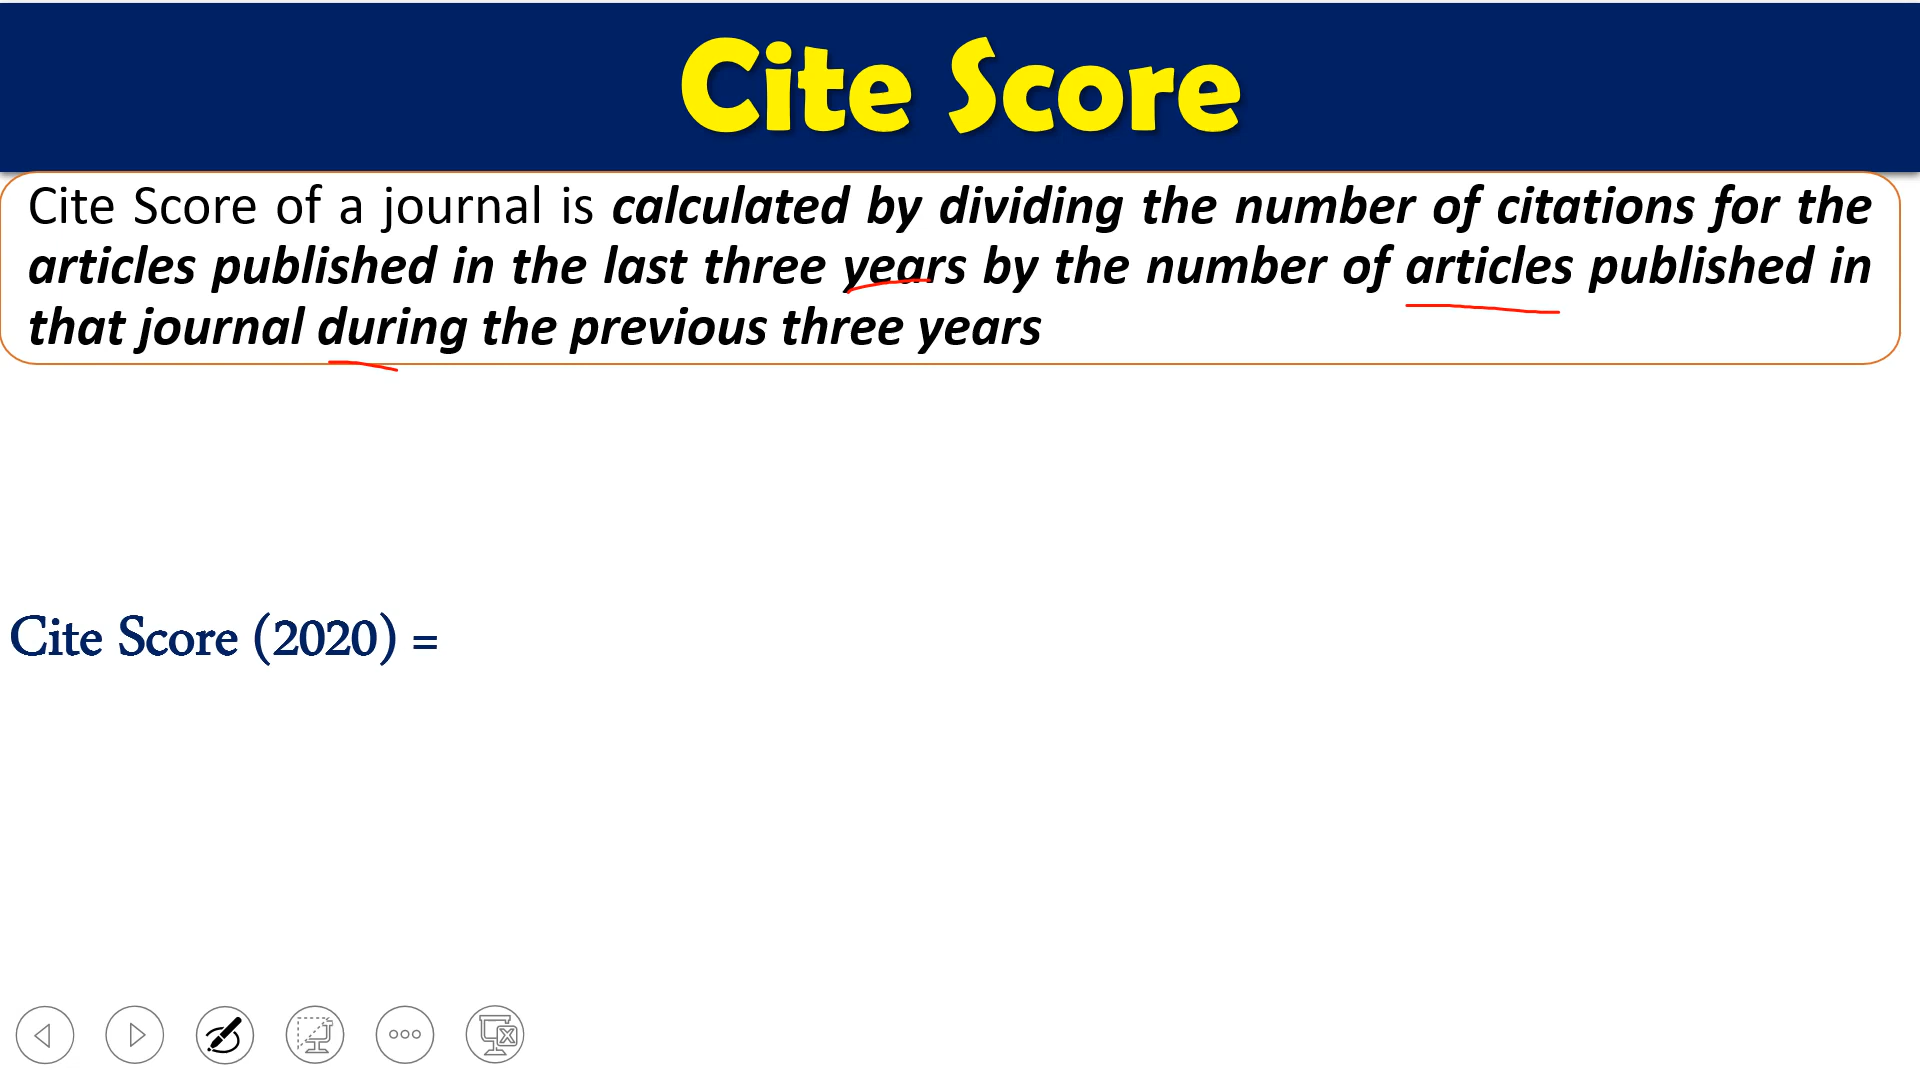 Cite Score
Cite Score of a journal is calculated by dividing the number of citations for the
articles published in the last three years by the number of articles published in
that journal during the previous three years
Cite Score (2020) =